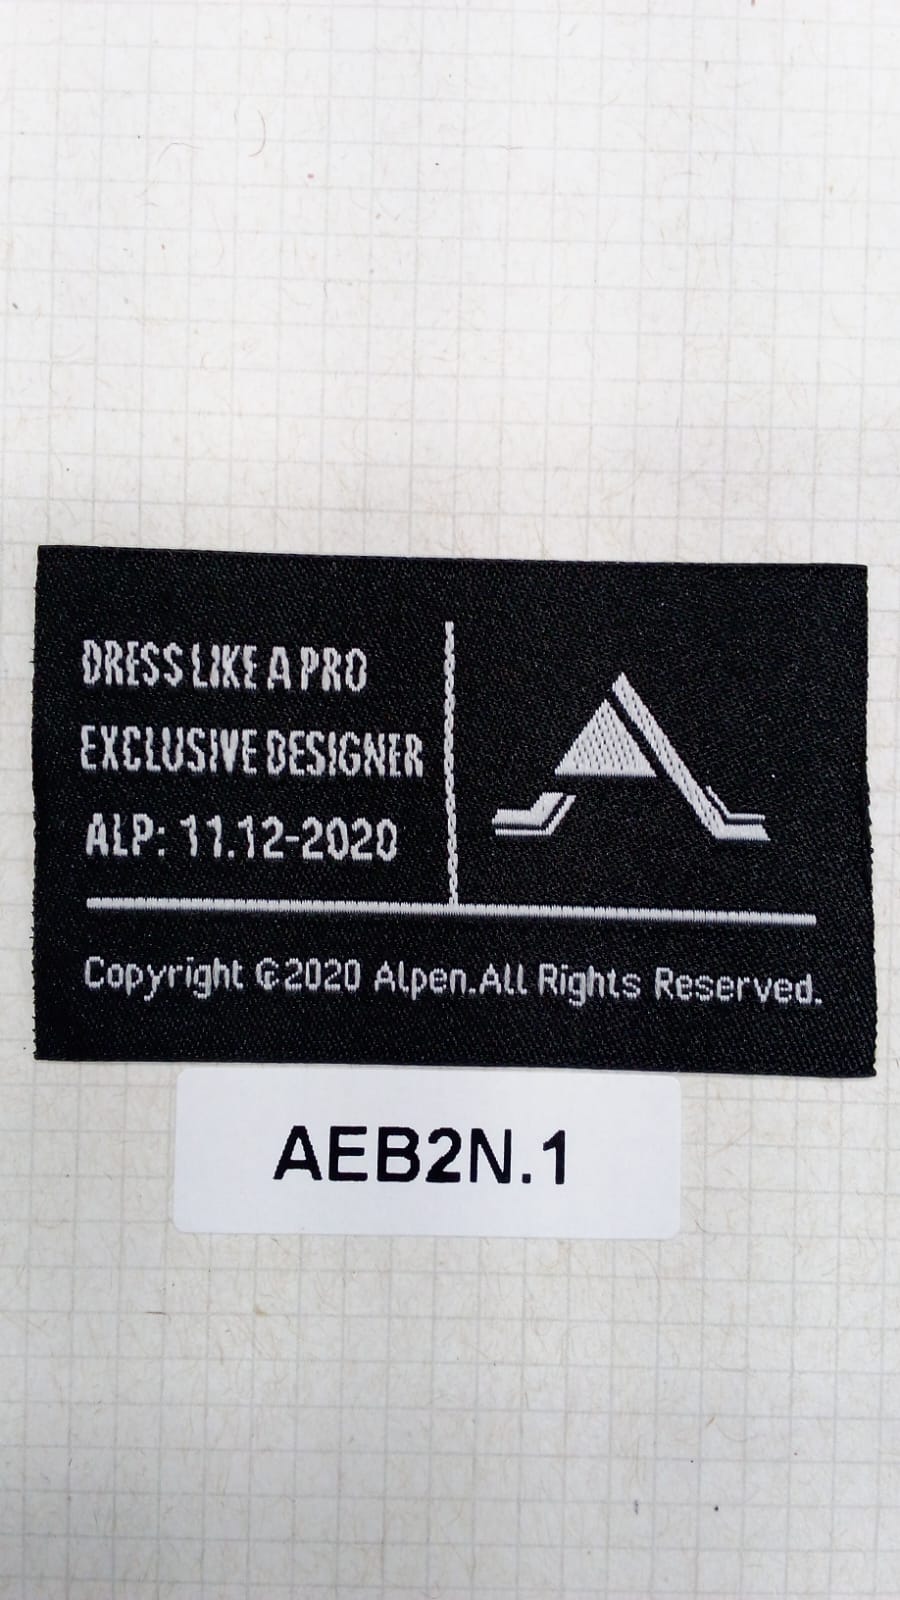 DRESS LIKE A PRO
EXCLUSIVE DESIGNER
ALP: 11.12-2020
Copyright ©2020 Alpen.All Rights Reserved.
AEB2N.1